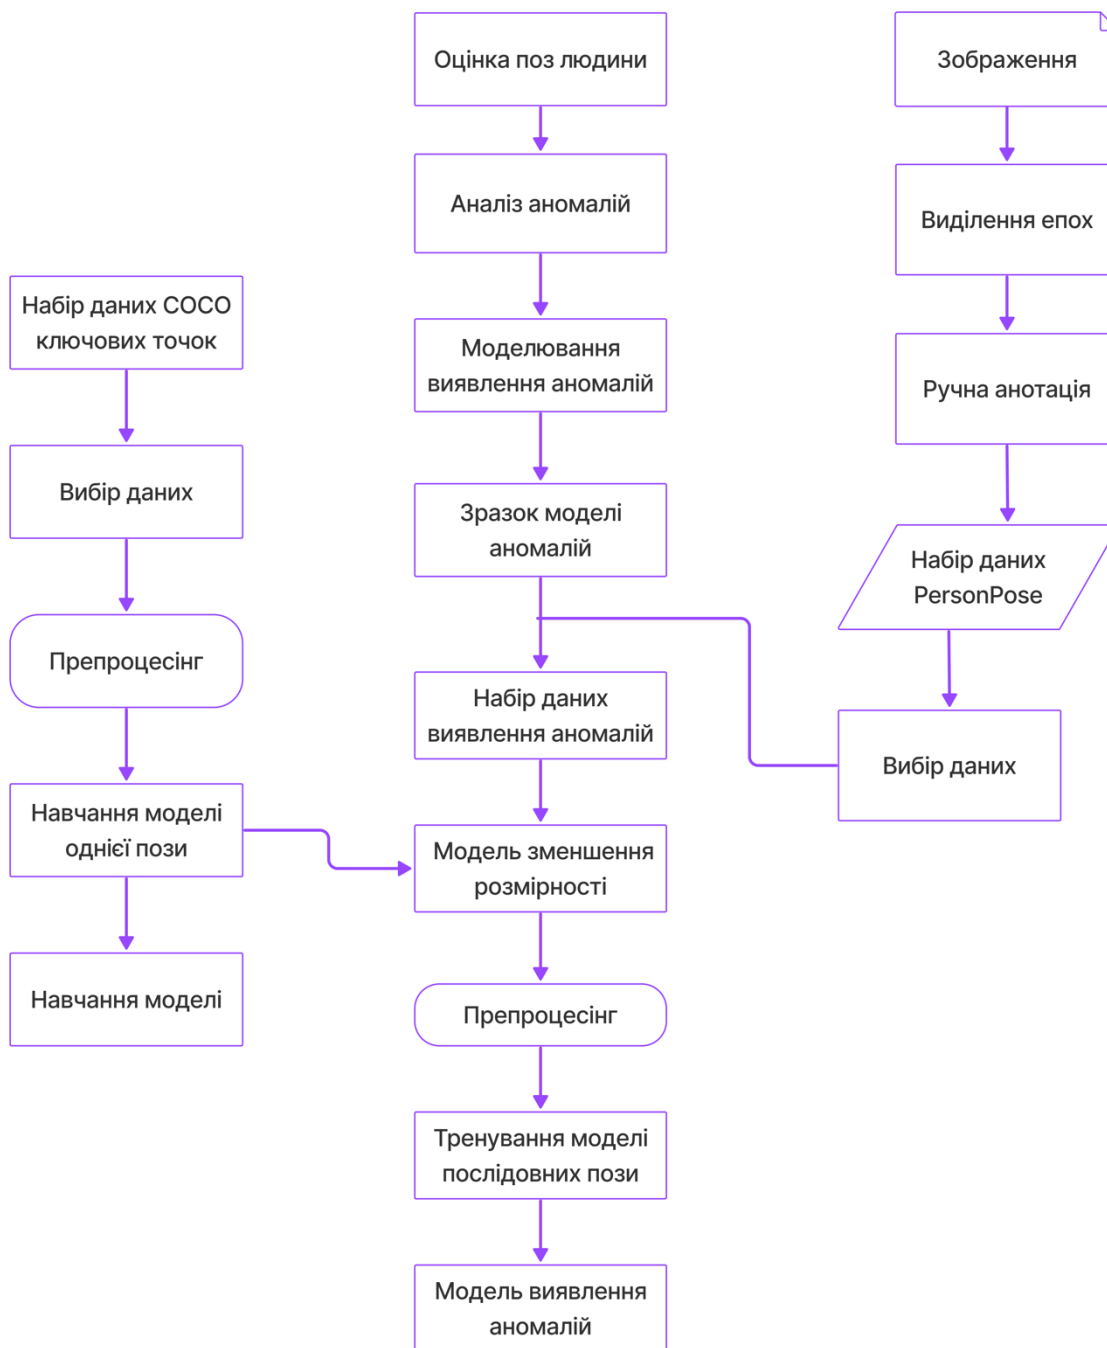 Оцінка поз людини
Аналіз аномалій
Моделювання
виявлення аномалій
Зразок моделі
аномалій
Набір даних
виявлення аномалій
Модель зменшення
розмірності
Препроцесінг
Тренування моделі
послідовних пози
Модель виявлення
аномалій
Набір даних COCO
ключових точок
Вибір даних
Препроцесінг
Навчання моделі
однієї пози
Навчання моделі
Зображення
Виділення епох
Ручна анотація
Набір даних
PersonPose
Вибір даних